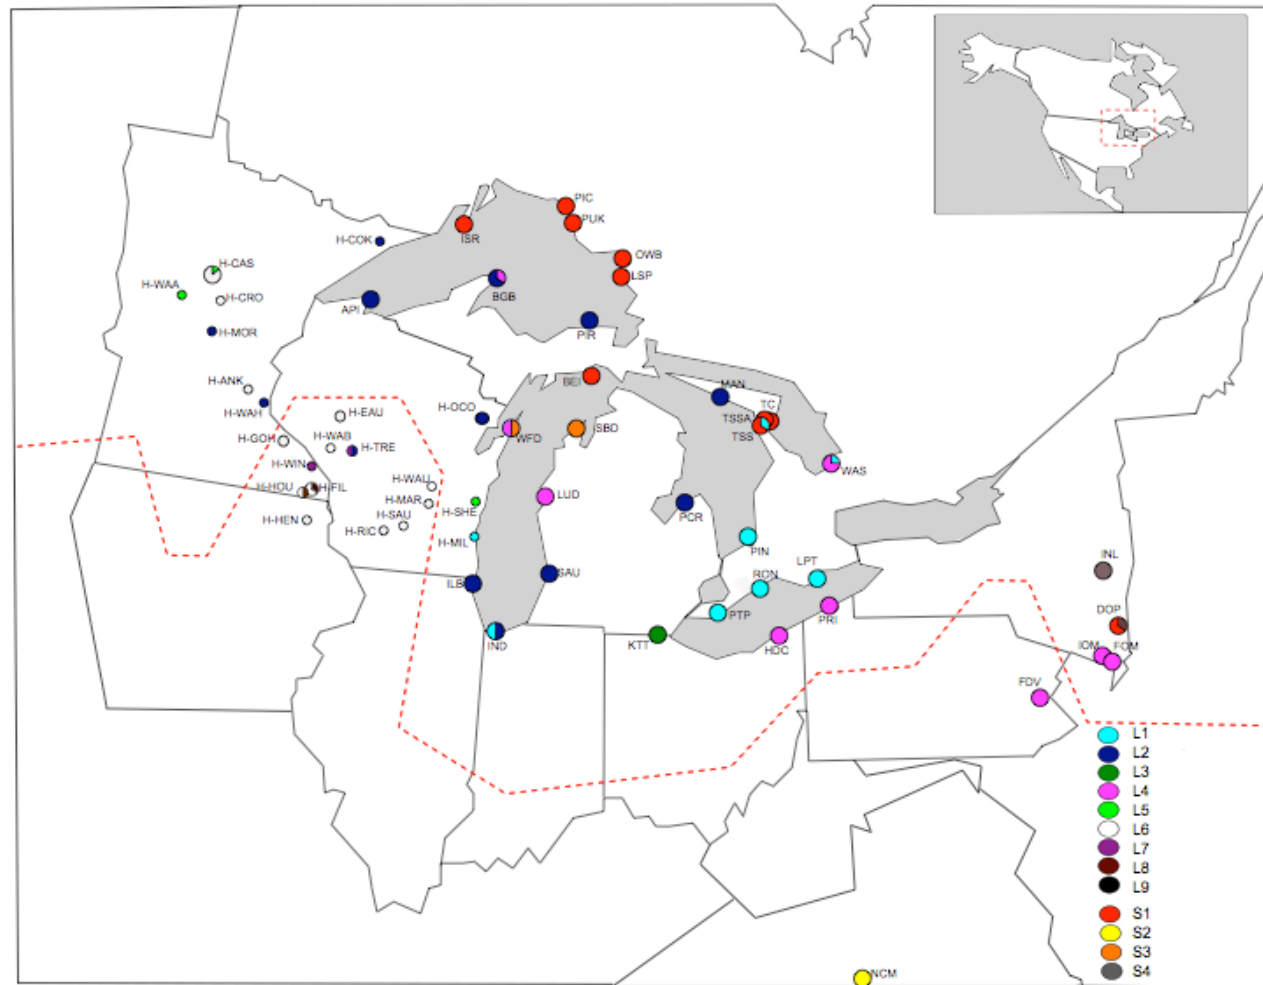 PIC
PUK
ISR
H-COK
OWB
H-CAS
LSP
H-WAA
BGB
H-CRO
API
H-MOR
PIR
BEI
H-ANK
MAN
H-WAH
H-OCO
TC
H-EAU
TSSA
WFD
SBD
TSS
H-GOH
H-WAB
H-TRE
H-WIN
WAS
H-WAU
H-HOU
H-FIL
LUD
H-MAR
H-SHE
PCR
H-HEN
H-SAU
H-RIC
H-MIL
PIN
INL
LPT
RON
SAU
ILB
DOP
PTP
PRI
IND
KTT
HDC
IOM
FOM
FDV
L1
L2
L3
L4
L5
L6
L7
L8
L9
S1
S2
S3
S4
NCM